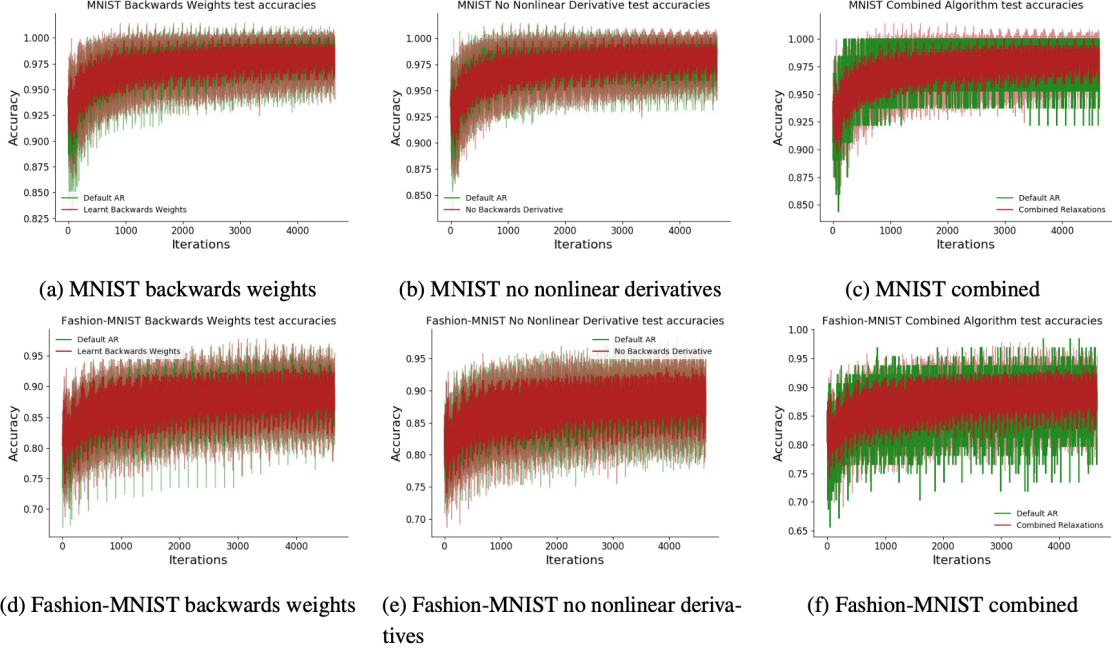 MNIST Backwards Weights test accuracies
1.000
0.975
0.950
0.925
0.900
0.875
0.850
0.825
Accuracy
Default AR
Learnt Backwards Weights
0 1000 2000 3000 4000
Iterations
(a) MNIST backwards weights
MNIST No Nonlinear Derivative test accuracies
1.000
0.975
0.950
0.925
0.900
0.875
0.850
Accuracy
Default AR
No Backwards Derivative
0 1000 2000 3000 4000
Iterations
(b) MNIST no nonlinear derivatives
MNIST Combined Algorithm test accuracies
1.000
0.975
0.950
0.925
0.900
0.875
0.850
Accuracy
Default AR
Combined Relaxations
0 1000 2000 3000 4000
Iterations
(c) MNIST combined
Fashion-MNIST Backwards Weights test accuracies
Default AR
Learnt Backwards Weights
0.95
0.90
0.85
0.80
0.75
0.70
Accuracy
0 1000 2000 3000 4000
Iterations
(d) Fashion-MNIST backwards weights
Fashion-MNIST No Nonlinear Derivative test accuracies
Default AR
No Backwards Derivative
0.95
0.90
0.85
0.80
0.75
0.70
Accuracy
0 1000 2000 3000 4000
Iterations
(e) Fashion-MNIST no nonlinear deriva-
tives
Fashion-MNIST Combined Algorithm test accuracies
1.00
0.95
0.90
0.85
0.80
0.75
0.70
0.65
Accuracy
Default AR
Combined Relaxations
0 1000 2000 3000 4000
Iterations
(f) Fashion-MNIST combined